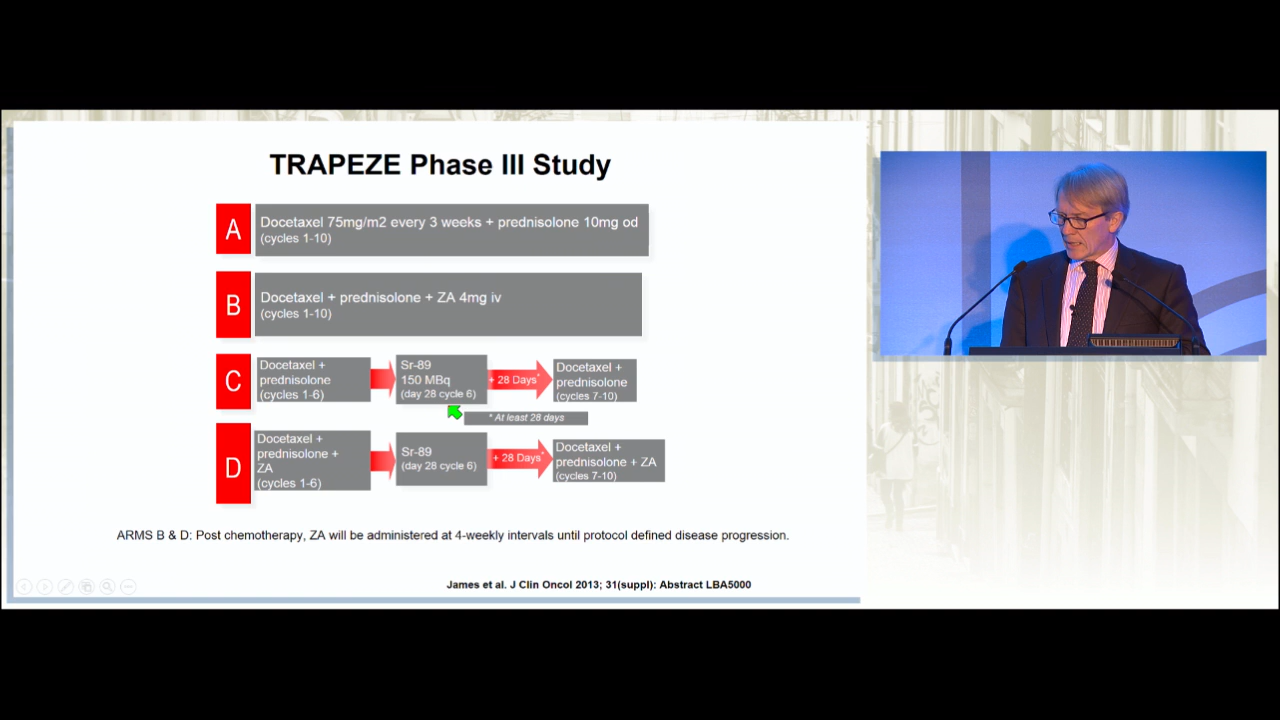 TRAPEZE Phase III Study
A
Docetaxel 75mg/m2 every 3 weeks + prednisolone 10mg od
(cycles 1-10)
B
Docetaxel + prednisolone + ZA 4mg iv
(cycles 1-10)
C
Docetaxel +
prednisolone
(cycles 1-6)
Sr-89
150 MBq
(day 28 cycle 6)
+ 28 Days*
Docetaxel +
prednisolone
(cycles 7-10)
* At least 28 days
D
Docetaxel +
prednisolone +
ZA
(cycles 1-6)
Sr-89
(day 28 cycle 6)
+ 28 Days*
Docetaxel +
prednisolone + ZA
(cycles 7-10)
ARMS B & D: Post chemotherapy, ZA will be administered at 4-weekly intervals until protocol defined disease progression.
James et al. J Clin Oncol 2013; 31(suppl): Abstract LBA5000